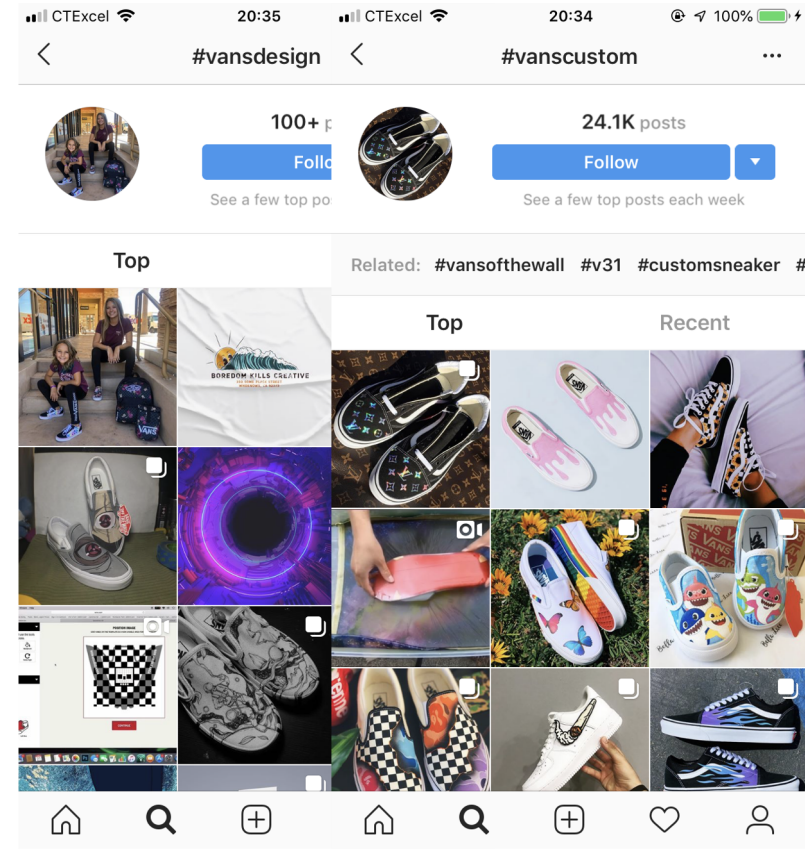 CTExcel 20:35
#vansdesign
100+ p
Follo
See a few top po
Top
BOREDOM KILLS CREATIVE
VANS
CTExcel 20:34 100%
#vanscustom
24.1K posts
Follow
See a few top posts each week
Related: #vansofthewall #v31 #customsneaker #
Top Recent
VANS